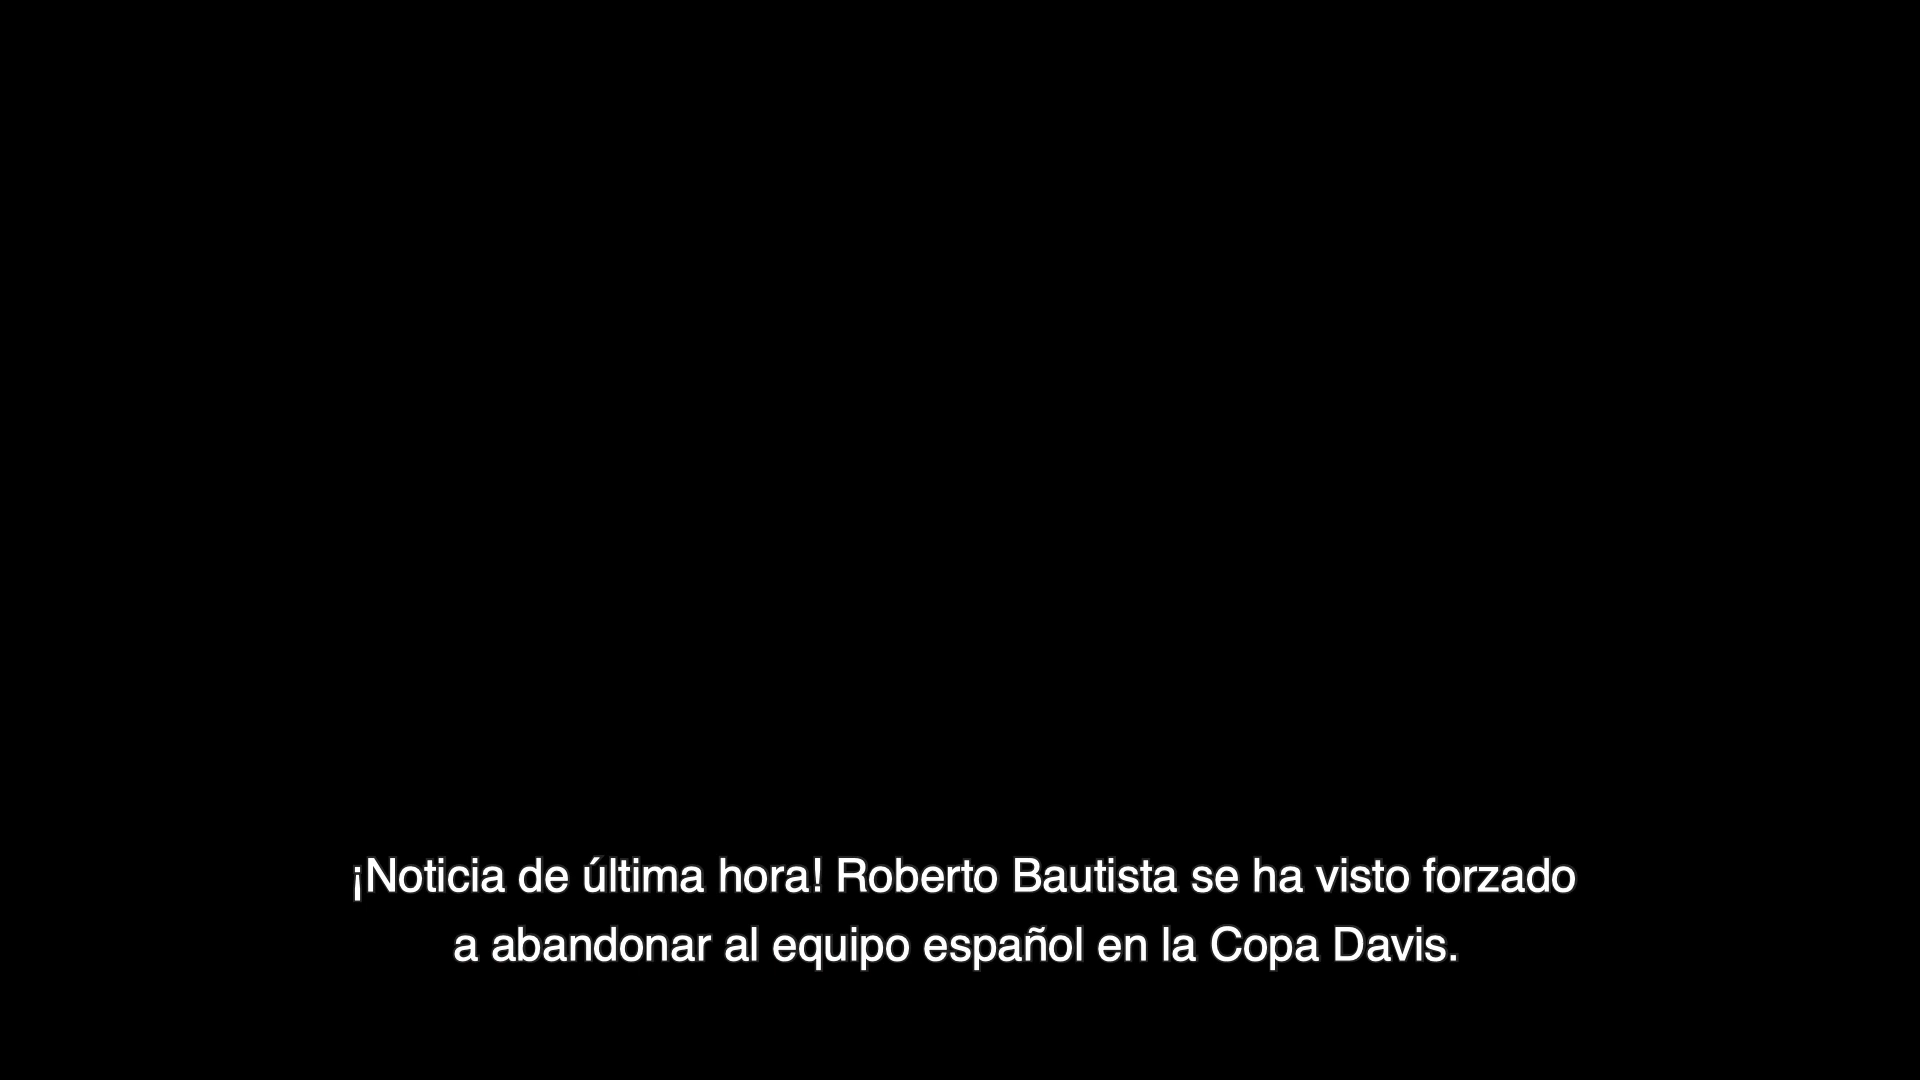 ¡Noticia de última hora! Roberto Bautista se ha visto forzado
a abandonar al equipo español en la Copa Davis.